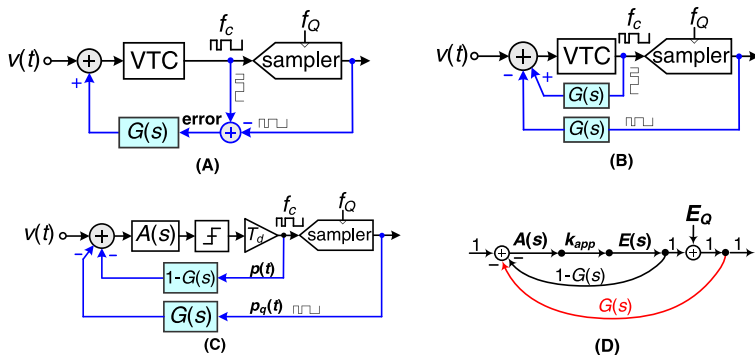 f_c
f_Q
v(t)
+
VTC
sampler
+
G(s)
error
+
−
(A)
f_c
f_Q
v(t)
+
VTC
sampler
−
+
G(s)
G(s)
(B)
f_c
f_Q
v(t)
+
A(s)
T_d
sampler
−
−
1-G(s)
p(t)
G(s)
p_q(t)
(C)
E_Q
1
A(s)
k_app
E(s)
1
+
1
1
−
−
1-G(s)
G(s)
(D)